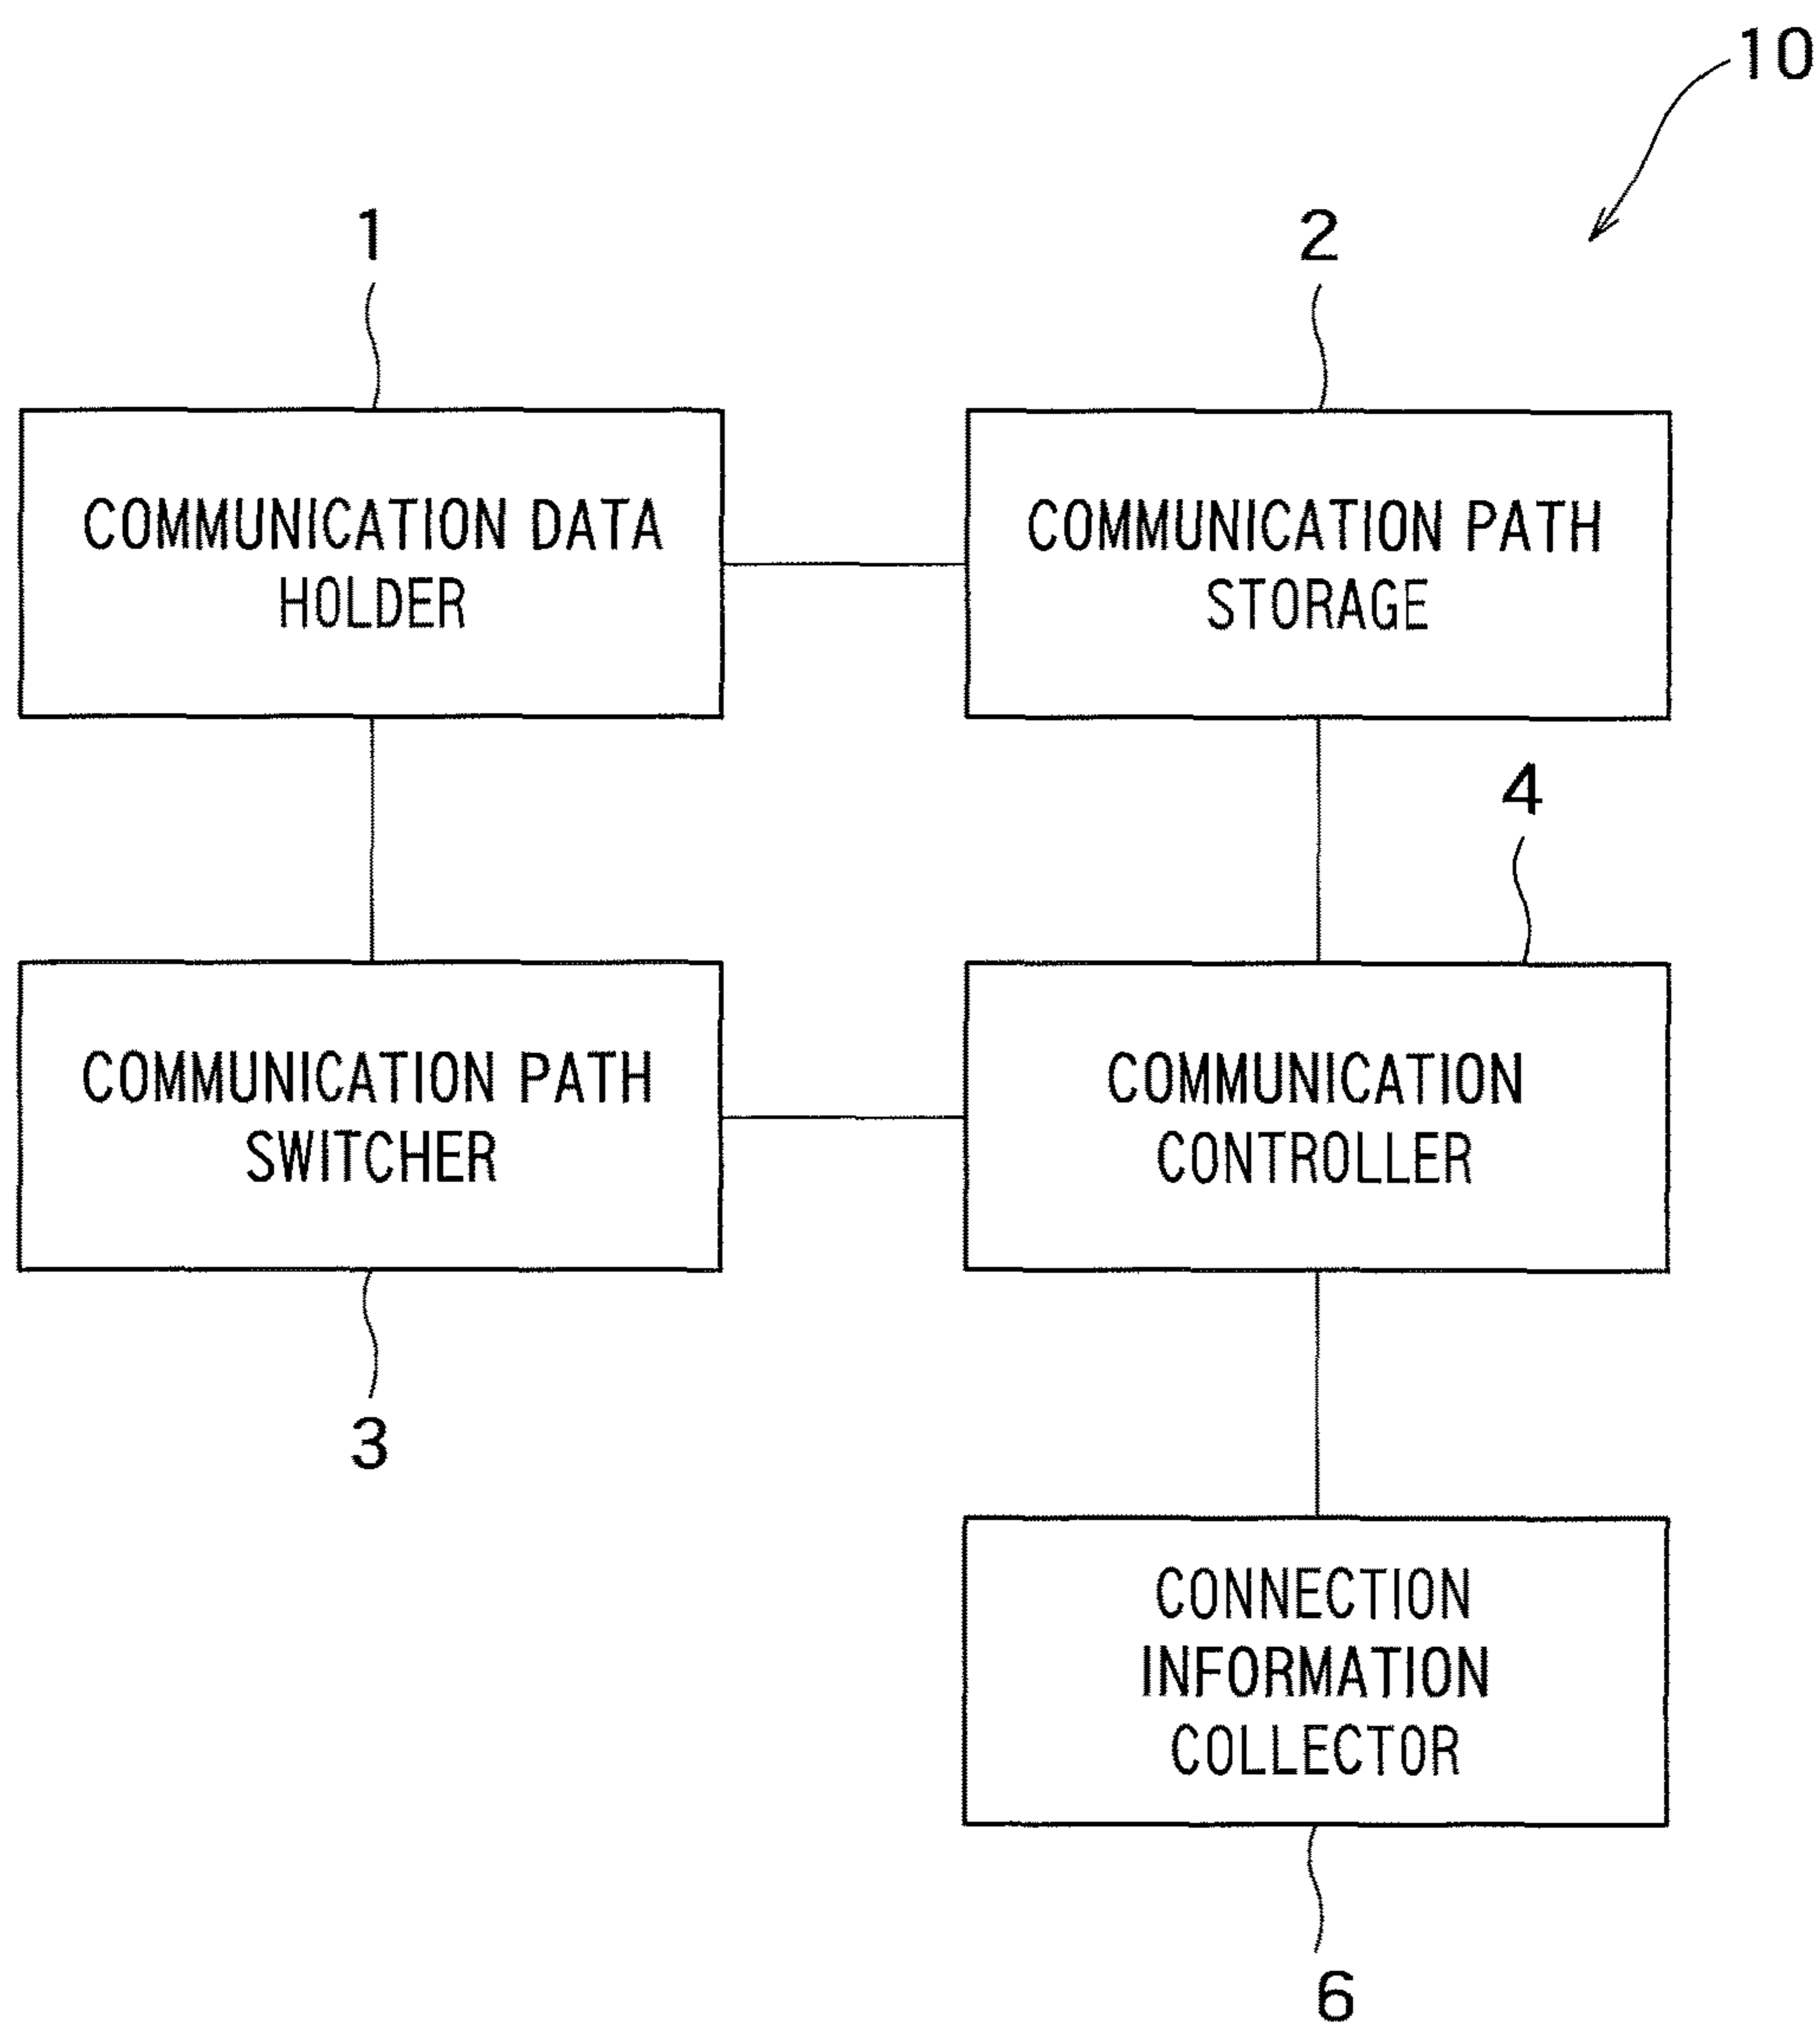 10
1
2
COMMUNICATION DATA
HOLDER
COMMUNICATION PATH
STORAGE
4
COMMUNICATION PATH
SWITCHER
COMMUNICATION
CONTROLLER
3
CONNECTION
INFORMATION
COLLECTOR
6